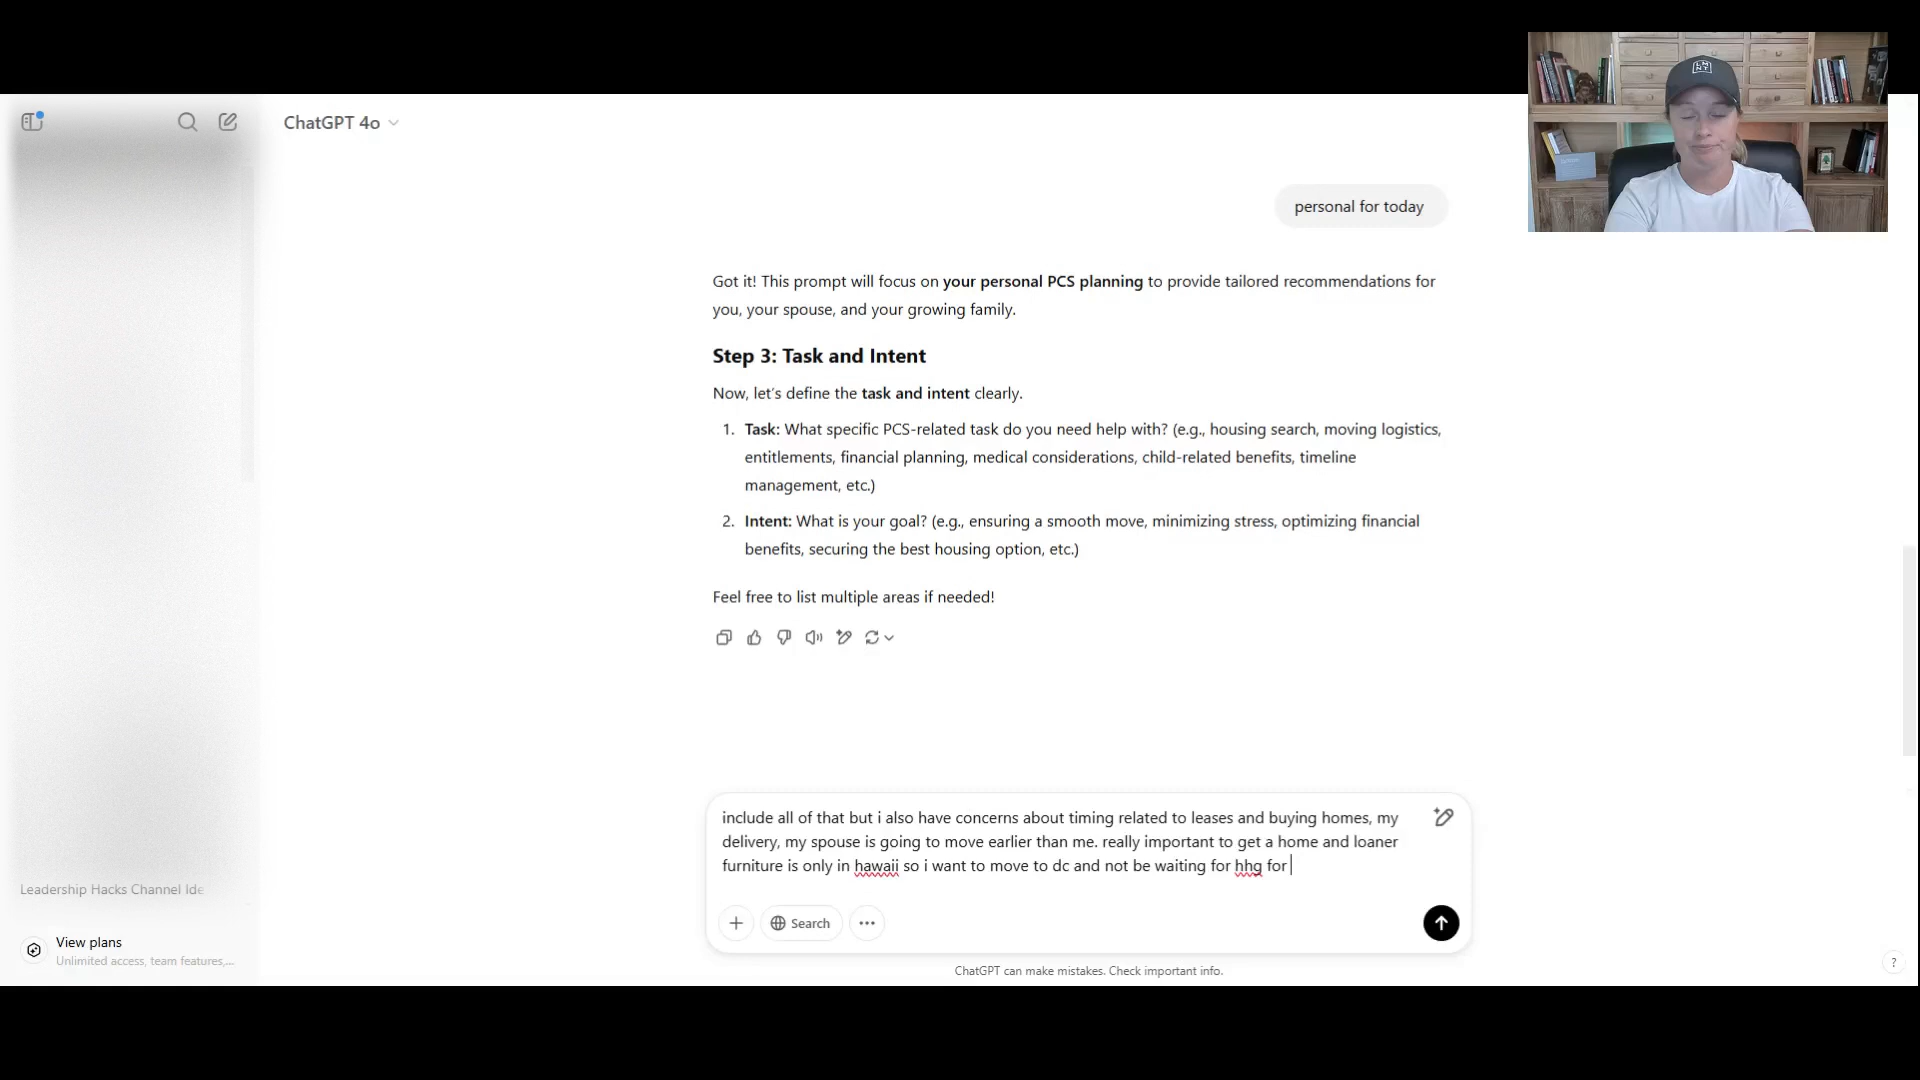 ChatGPT 4o
personal for today
Got it! This prompt will focus on your personal PCS planning to provide tailored recommendations for
you, your spouse, and your growing family.
Step 3: Task and Intent
Now, let's define the task and intent clearly.
1. Task: What specific PCS-related task do you need help with? (e.g., housing search, moving logistics,
entitlements, financial planning, medical considerations, child-related benefits, timeline
management, etc.)
2. Intent: What is your goal? (e.g., ensuring a smooth move, minimizing stress, optimizing financial
benefits, securing the best housing option, etc.)
Feel free to list multiple areas if needed!
include all of that but i also have concerns about timing related to leases and buying homes, my
delivery, my spouse is going to move earlier than me. really important to get a home and loaner
furniture is only in hawaii so i want to move to dc and not be waiting for hhg for
Search
ChatGPT can make mistakes. Check important info.
?
Leadership Hacks Channel Ide
View plans
Unlimited access, team features,...
LMNT